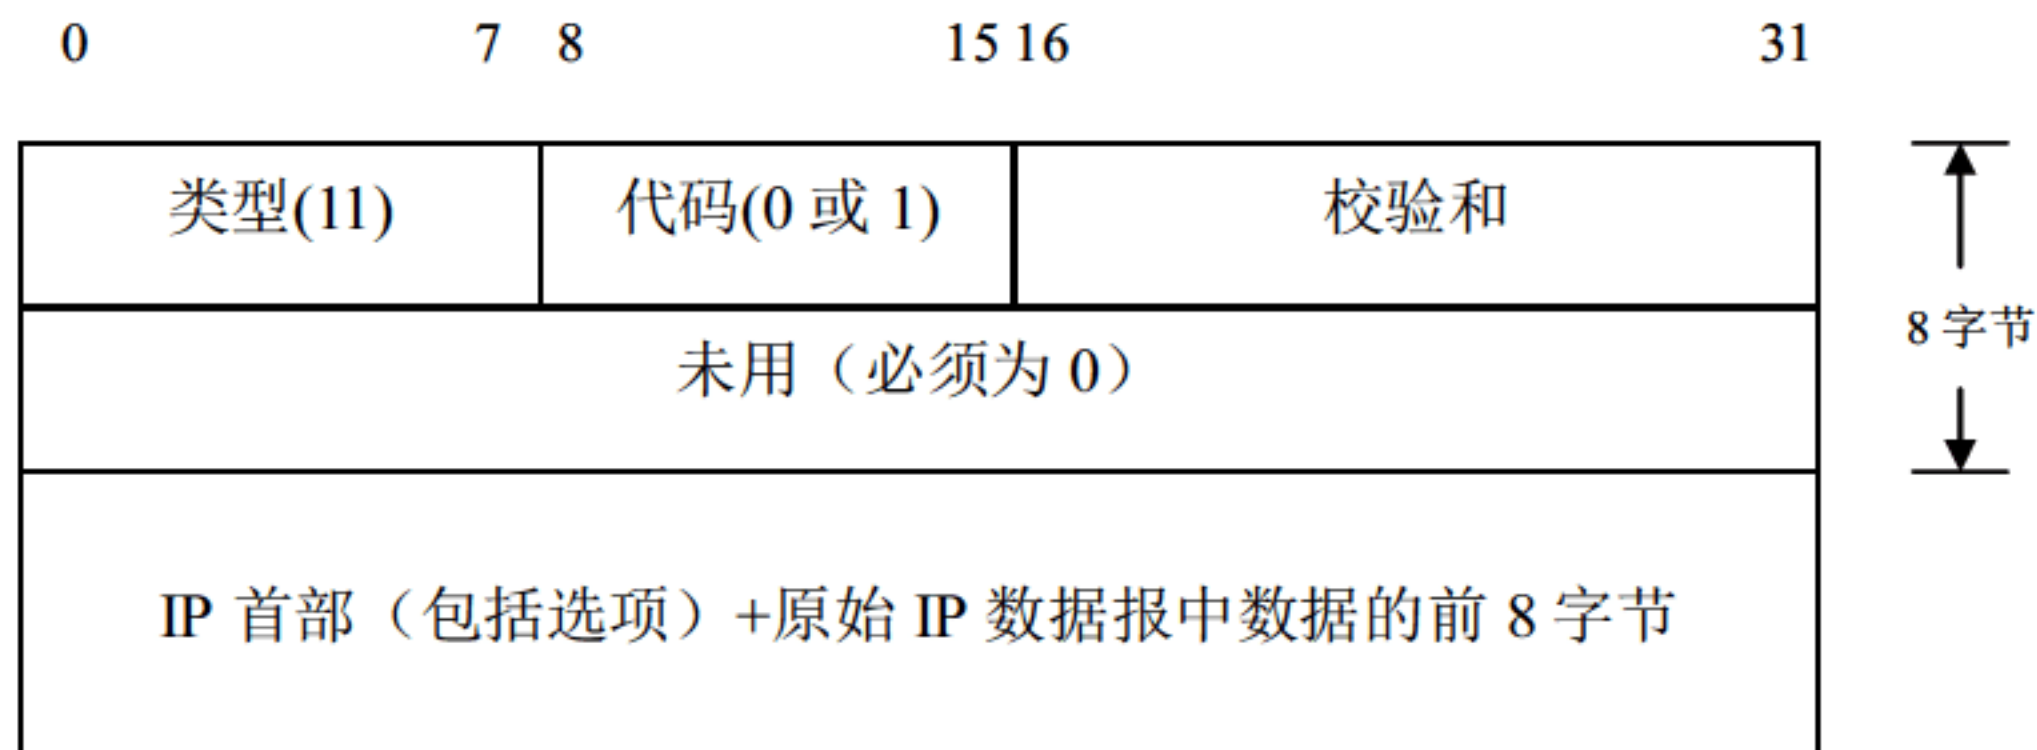 0 7 8 15 16 31
类型(11) 代码(0 或 1) 校验和
8 字节
未用（必须为 0）
IP 首部（包括选项）+原始 IP 数据报中数据的前 8 字节